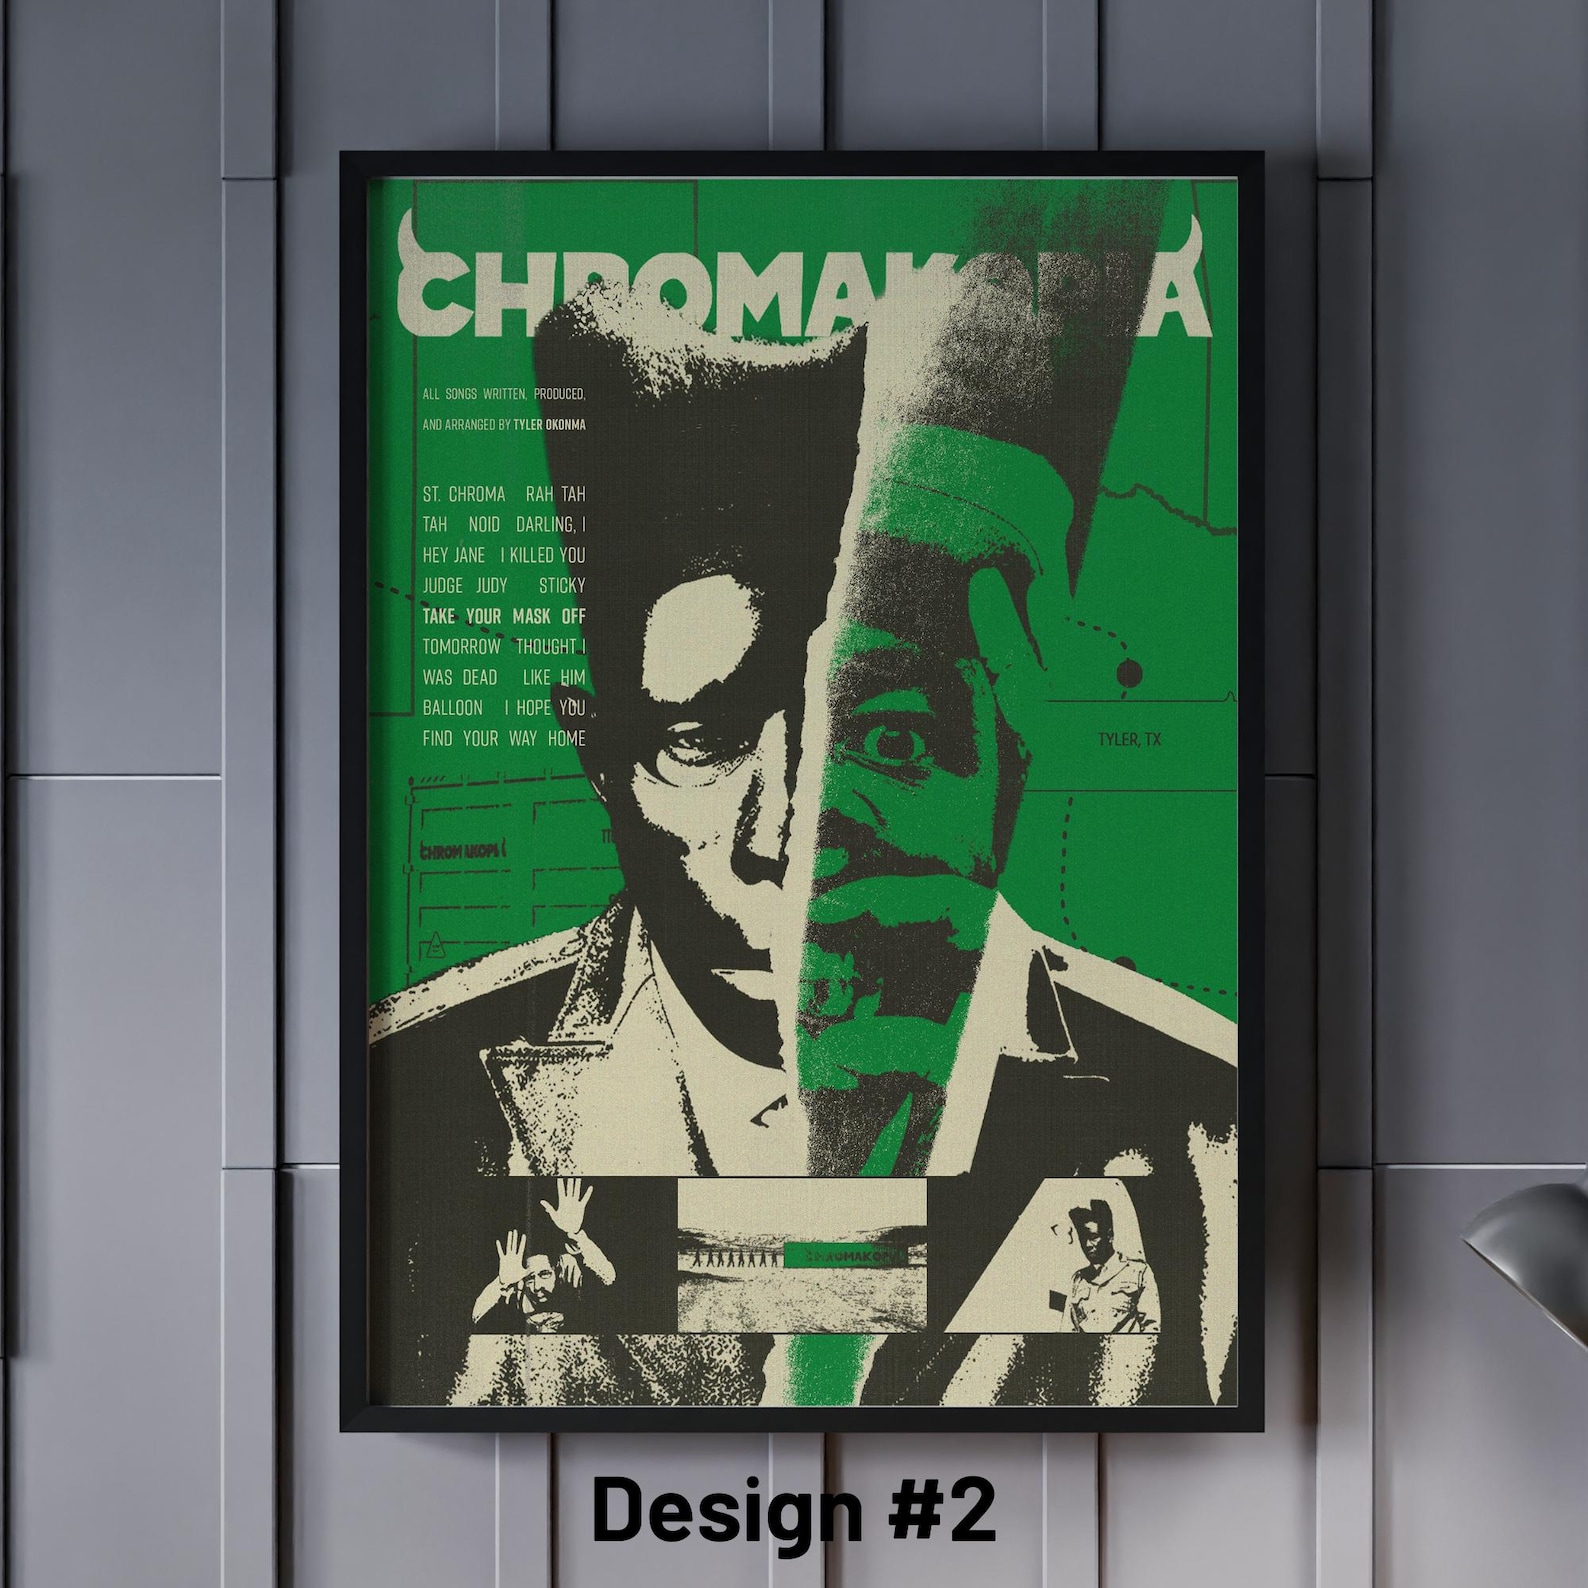 CHROMAKOPIA
ALL SONGS WRITTEN, PRODUCED,
AND ARRANGED BY TYLER OKONMA
ST. CHROMA RAH TAH
TAH NOID DARLING, I
HEY JANE I KILLED YOU
JUDGE JUDY STICKY
TAKE YOUR MASK OFF
TOMORROW THOUGHT I
WAS DEAD LIKE HIM
BALLOON I HOPE YOU
FIND YOUR WAY HOME
TYLER, TX
CHROMAKOPIA
CHROMAKOPIA
Design #2